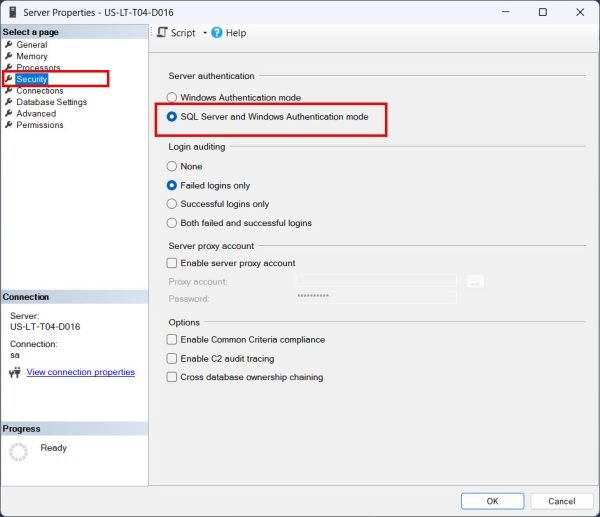 Server Properties - US-LT-T04-D016
Select a page
General
Memory
Processors
Security
Connections
Database Settings
Advanced
Permissions
Connection
Server:
US-LT-T04-D016
Connection:
sa
View connection properties
Progress
Ready
Script
Help
Server authentication
Windows Authentication mode
SQL Server and Windows Authentication mode
Login auditing
None
Failed logins only
Successful logins only
Both failed and successful logins
Server proxy account
Enable server proxy account
Proxy account:
...
Password: **********
Options
Enable Common Criteria compliance
Enable C2 audit tracing
Cross database ownership chaining
OK Cancel